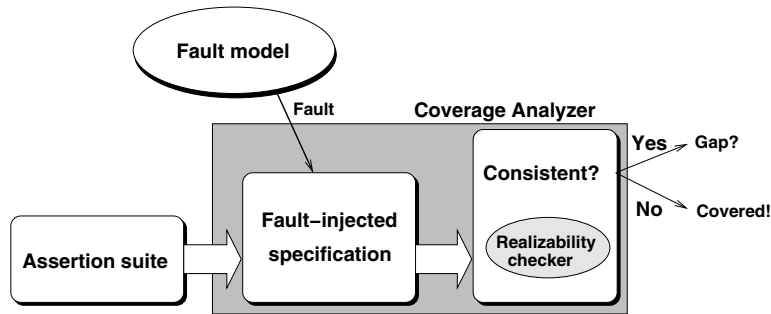 Fault model
Fault
Coverage Analyzer
Yes
Gap?
Consistent?
No
Covered!
Fault−injected
specification
Realizability
checker
Assertion suite